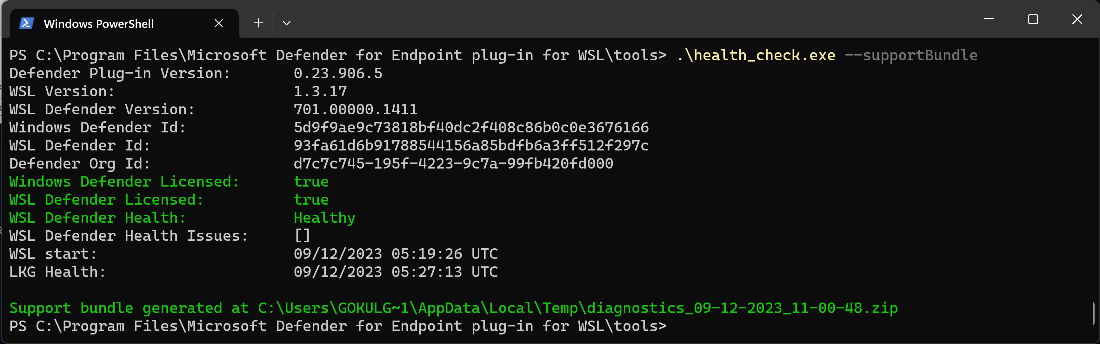 Windows PowerShell
PS C:\Program Files\Microsoft Defender for Endpoint plug-in for WSL\tools> .\health_check.exe --supportBundle
Defender Plug-in Version: 0.23.906.5
WSL Version: 1.3.17
WSL Defender Version: 701.00000.1411
Windows Defender Id: 5d9f9ae9c73818bf40dc2f408c86b0c0e3676166
WSL Defender Id: 93fa61d6b91788544156a85bdfb6a3ff512f297c
Defender Org Id: d7c7c745-195f-4223-9c7a-99fb420fd000
Windows Defender Licensed: true
WSL Defender Licensed: true
WSL Defender Health: Healthy
WSL Defender Health Issues: []
WSL start: 09/12/2023 05:19:26 UTC
LKG Health: 09/12/2023 05:27:13 UTC
Support bundle generated at C:\Users\GOKULG~1\AppData\Local\Temp\diagnostics_09-12-2023_11-00-48.zip
PS C:\Program Files\Microsoft Defender for Endpoint plug-in for WSL\tools>